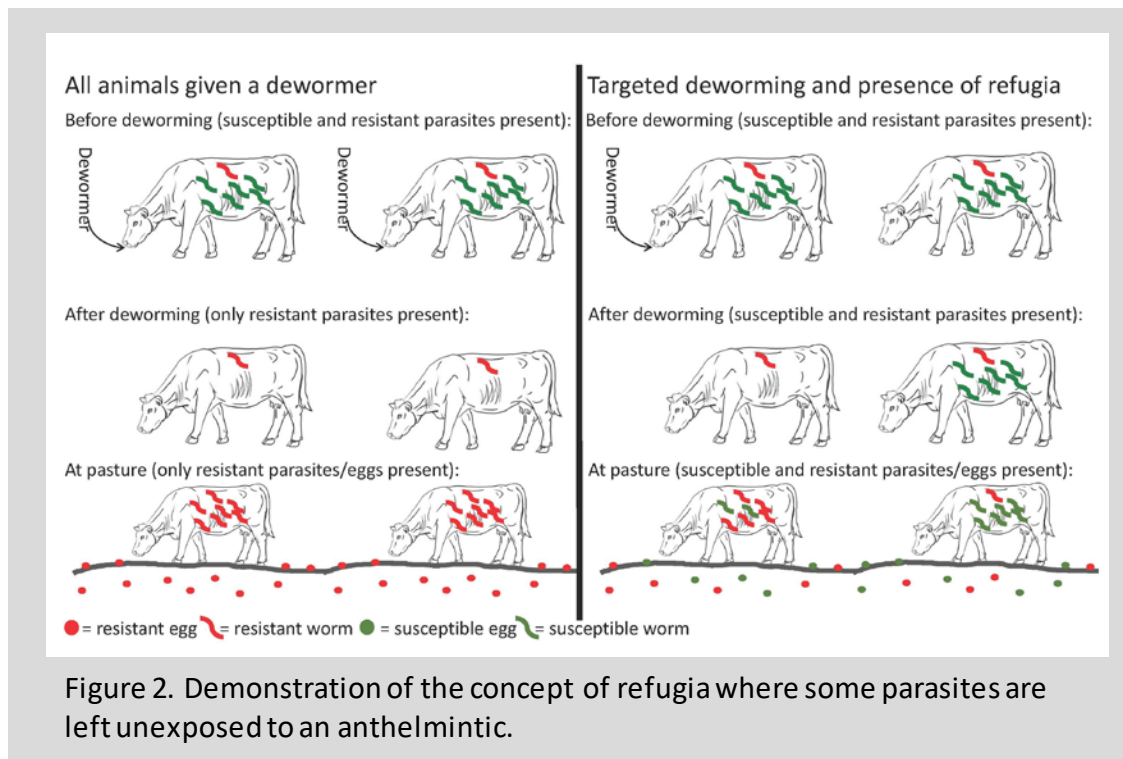 All animals given a dewormer
Before deworming (susceptible and resistant parasites present):
Dewormer
Dewormer
After deworming (only resistant parasites present):
At pasture (only resistant parasites/eggs present):
Targeted deworming and presence of refugia
Before deworming (susceptible and resistant parasites present):
Dewormer
After deworming (susceptible and resistant parasites present):
At pasture (susceptible and resistant parasites/eggs present):
= resistant egg = resistant worm = susceptible egg = susceptible worm
Figure 2. Demonstration of the concept of refugia where some parasites are
left unexposed to an anthelmintic.